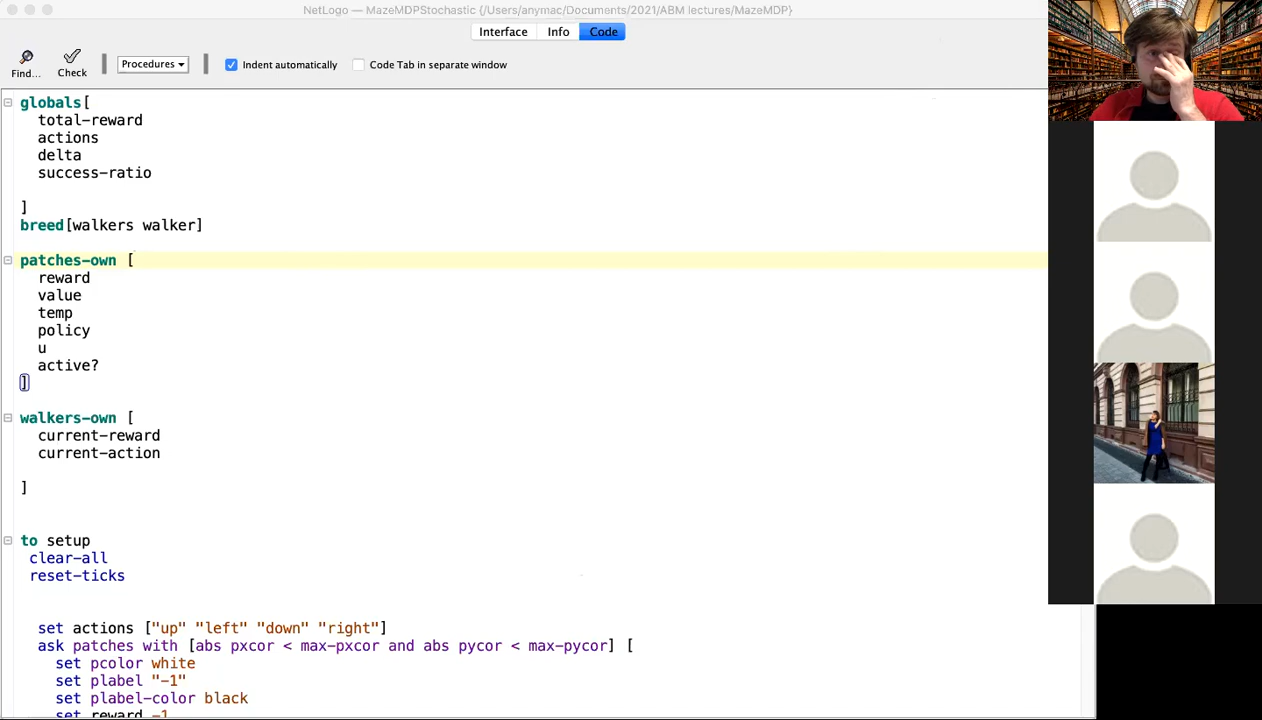 NetLogo — MazeMDPStochastic {/Users/anymac/Documents/2021/ABM lectures/MazeMDP}
Interface Info Code
Find... Check Procedures Indent automatically Code Tab in separate window
globals[
total-reward
actions
delta
success-ratio
]
breed[walkers walker]
patches-own [
reward
value
temp
policy
u
active?
]
walkers-own [
current-reward
current-action
]
to setup
clear-all
reset-ticks
set actions ["up" "left" "down" "right"]
ask patches with [abs pxcor < max-pxcor and abs pycor < max-pycor] [
set pcolor white
set plabel "-1"
set plabel-color black
set reward -1